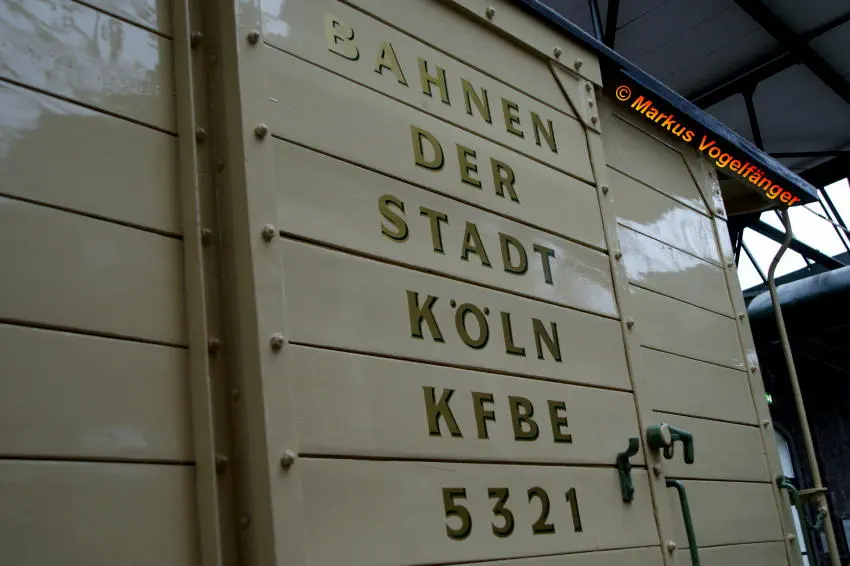 BAHNEN
DER
STADT
KÖLN
KFBE
5321
© Markus Vogelfänger